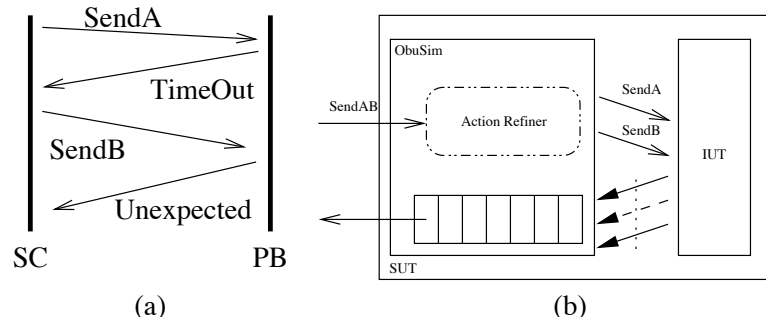 SendA
TimeOut
SendB
Unexpected
SC
PB
(a)
ObuSim
SendAB
Action Refiner
SendA
SendB
IUT
SUT
(b)